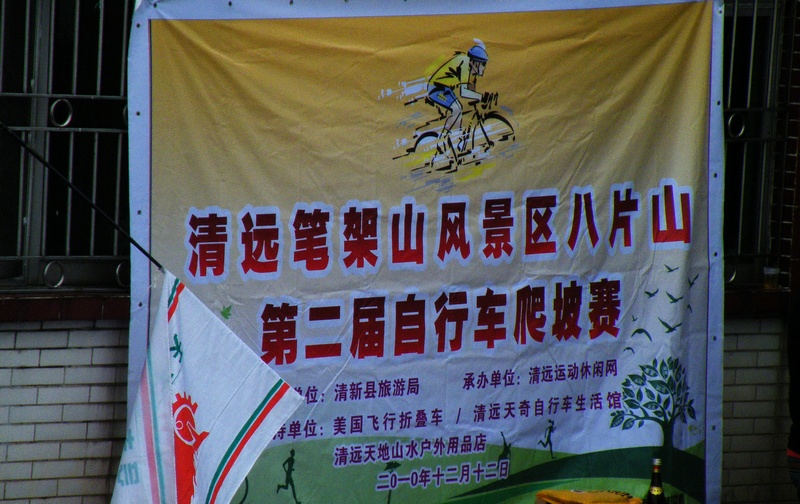 清远笔架山风景区八片山
第二届自行车爬坡赛
单位：清新县旅游局 承办单位：清远运动休闲网
持单位：美国飞行折叠车 / 清远天奇自行车生活馆
清远天地山水户外用品店
二0一0年十二月十二日